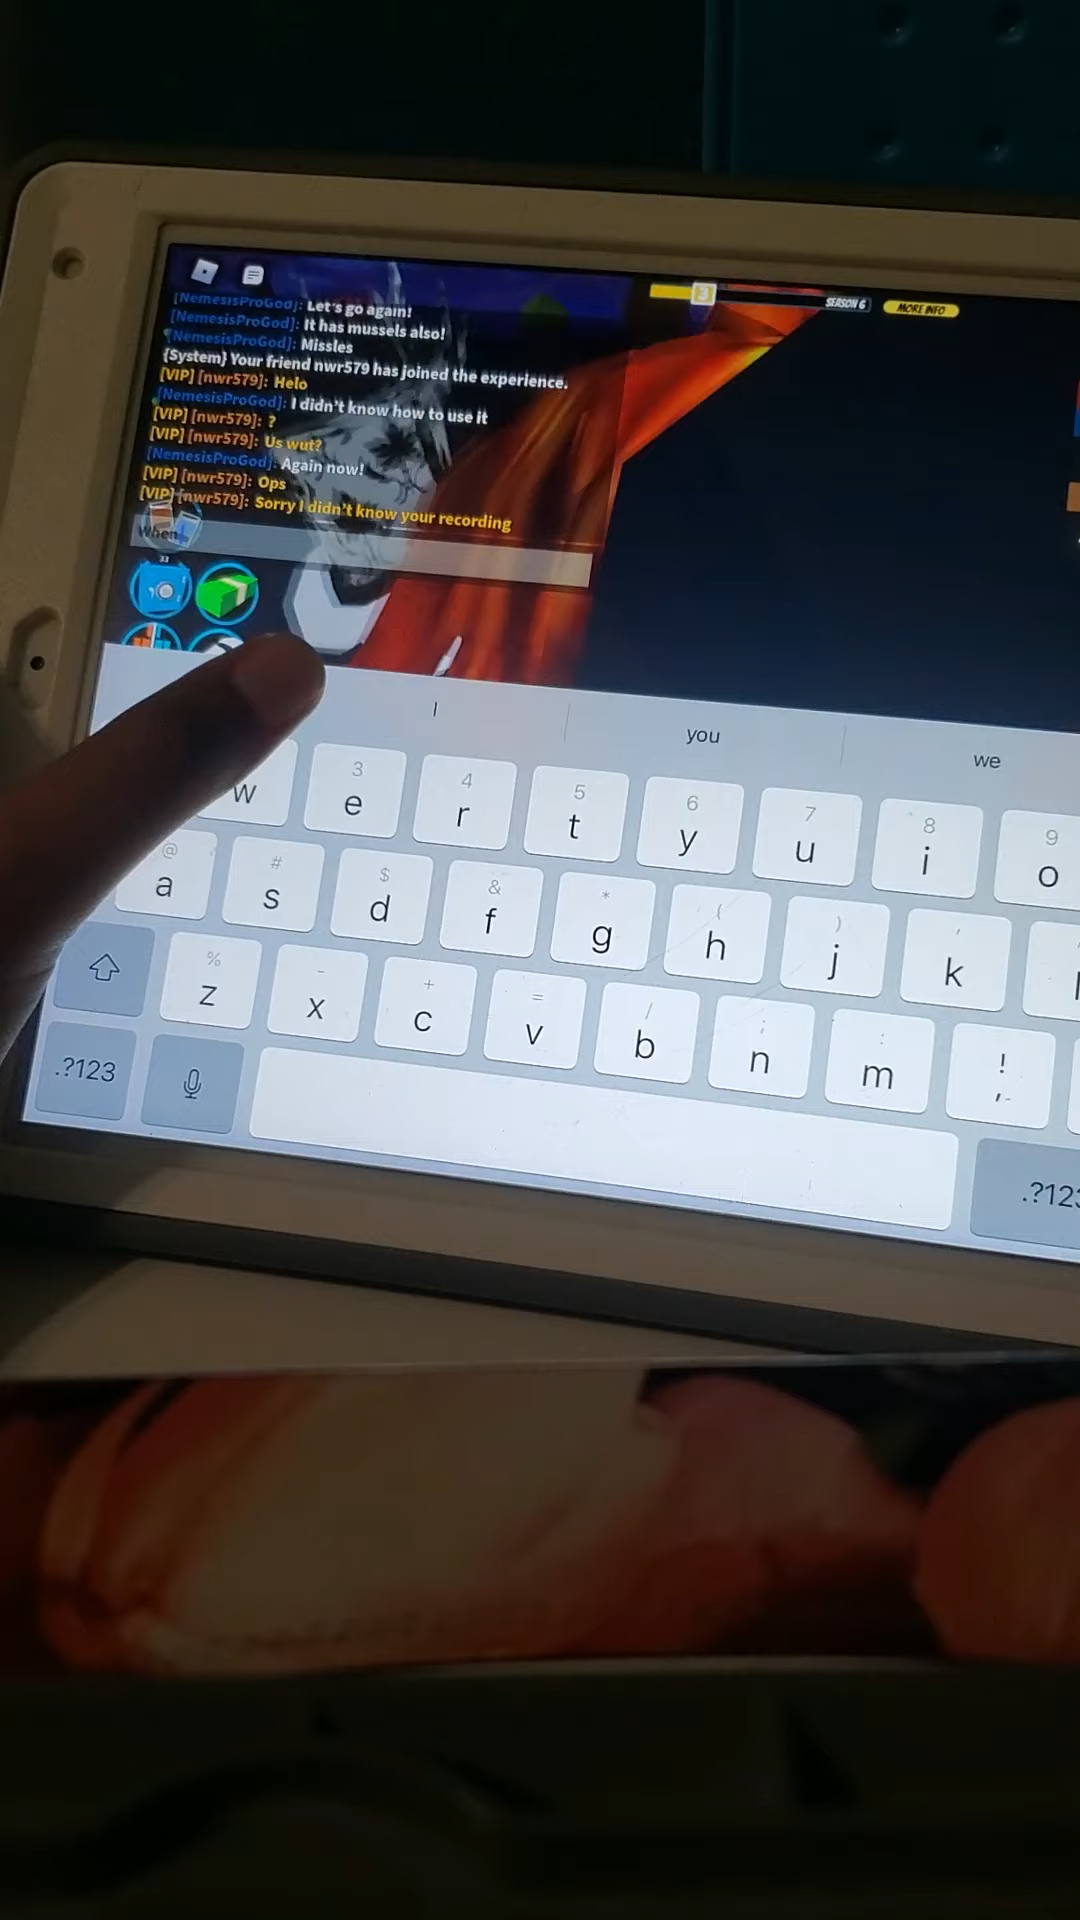 3 SEASON 6 MORE INFO
[NemesisProGod]: Let's go again!
[NemesisProGod]: It has mussels also!
[NemesisProGod]: Missles
{System} Your friend nwr579 has joined the experience.
[VIP] [nwr579]: Helo
[NemesisProGod]: I didn't know how to use it
[VIP] [nwr579]: ?
[VIP] [nwr579]: Us wut?
[NemesisProGod]: Again now!
[VIP] [nwr579]: Ops
[VIP] [nwr579]: Sorry I didn't know your recording
When
33
I you we
3 4 5 6 7 8 9
w e r t y u i o
@ # $ & * ( ) '
a s d f g h j k
% - + = / ; : !
z x c v b n m ,
.?123 .?123